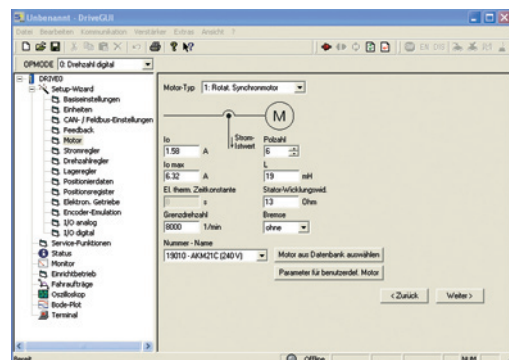 Unbenannt - DriveGUI
Datei Bearbeiten Kommunikation Verstärker Extras Ansicht ?
OPMODE 0: Drehzahl digital
DRIVE0
Setup-Wizard
Basiseinstellungen
Einheiten
CAN- / Feldbus-Einstellungen
Feedback
Motor
Stromregler
Drehzahlregler
Lageregler
Positionierdaten
Positionsregister
Elektron. Getriebe
Encoder-Emulation
I/O analog
I/O digital
Service-Funktionen
Status
Monitor
Einrichtbetrieb
Fahraufträge
Oszilloskop
Bode-Plot
Terminal
Motor-Typ 1: Rotat. Synchronmotor
M
Strom-Istwert
Io Polzahl
1.58 A 6
Io max L
6.32 A 19 mH
El. therm. Zeitkonstante Stator-Wicklungswid.
s 13 Ohm
Grenzdrehzahl Bremse
8000 1/min ohne
Nummer - Name
19010 - AKM21C (240 V) Motor aus Datenbank auswählen
Parameter für benutzerdef. Motor
< Zurück Weiter >
Bereit Offline NUM